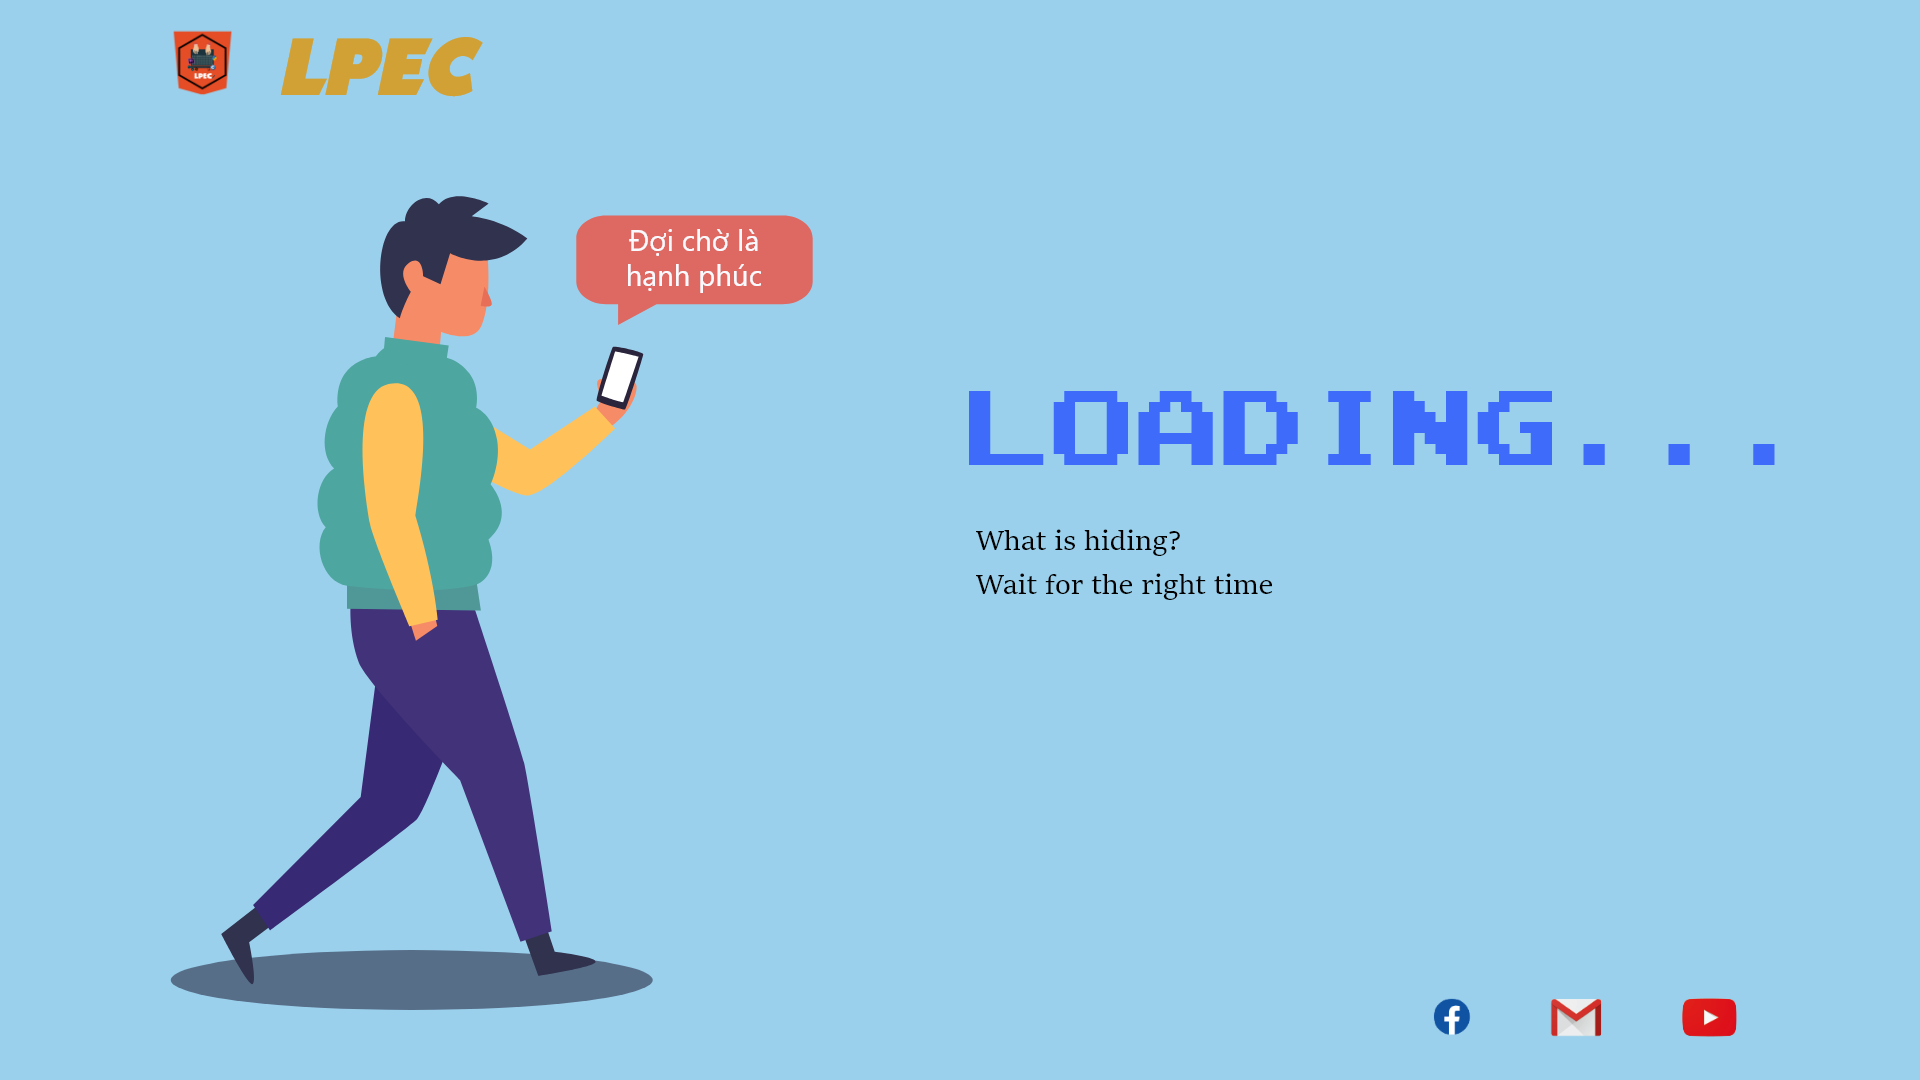 LPEC
LPEC
Đợi chờ là
hạnh phúc
LOADING...
What is hiding?
Wait for the right time